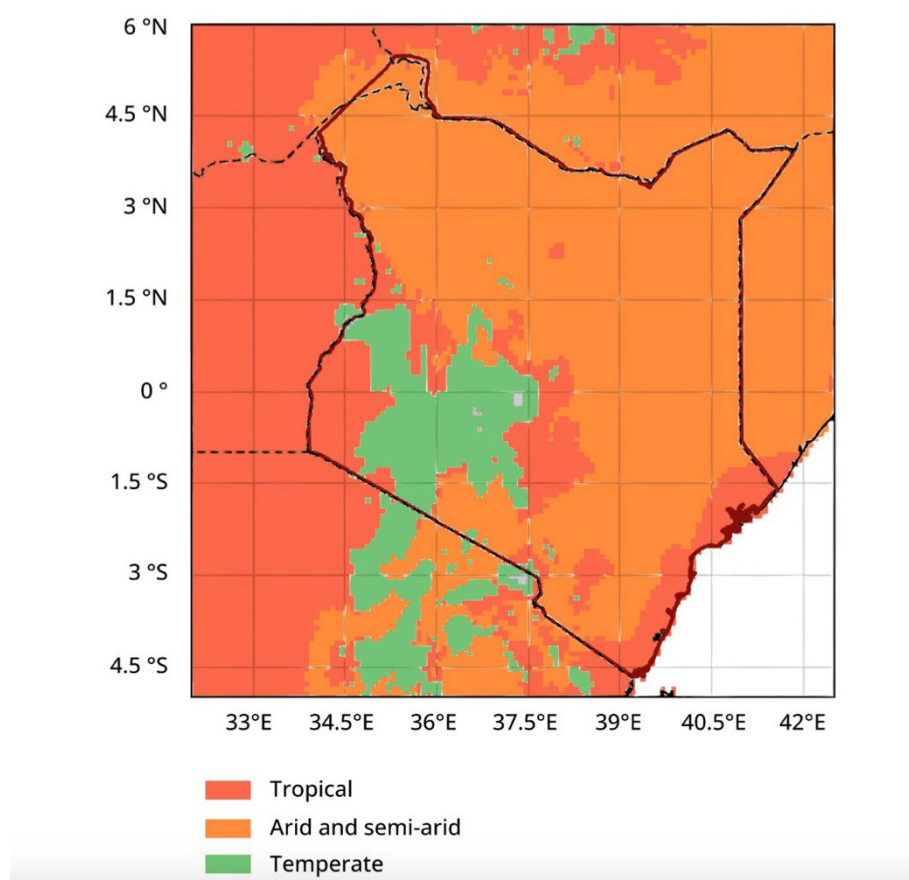 6 °N
4.5 °N
3 °N
1.5 °N
0 °
1.5 °S
3 °S
4.5 °S
33°E 34.5°E 36°E 37.5°E 39°E 40.5°E 42°E
Tropical
Arid and semi-arid
Temperate